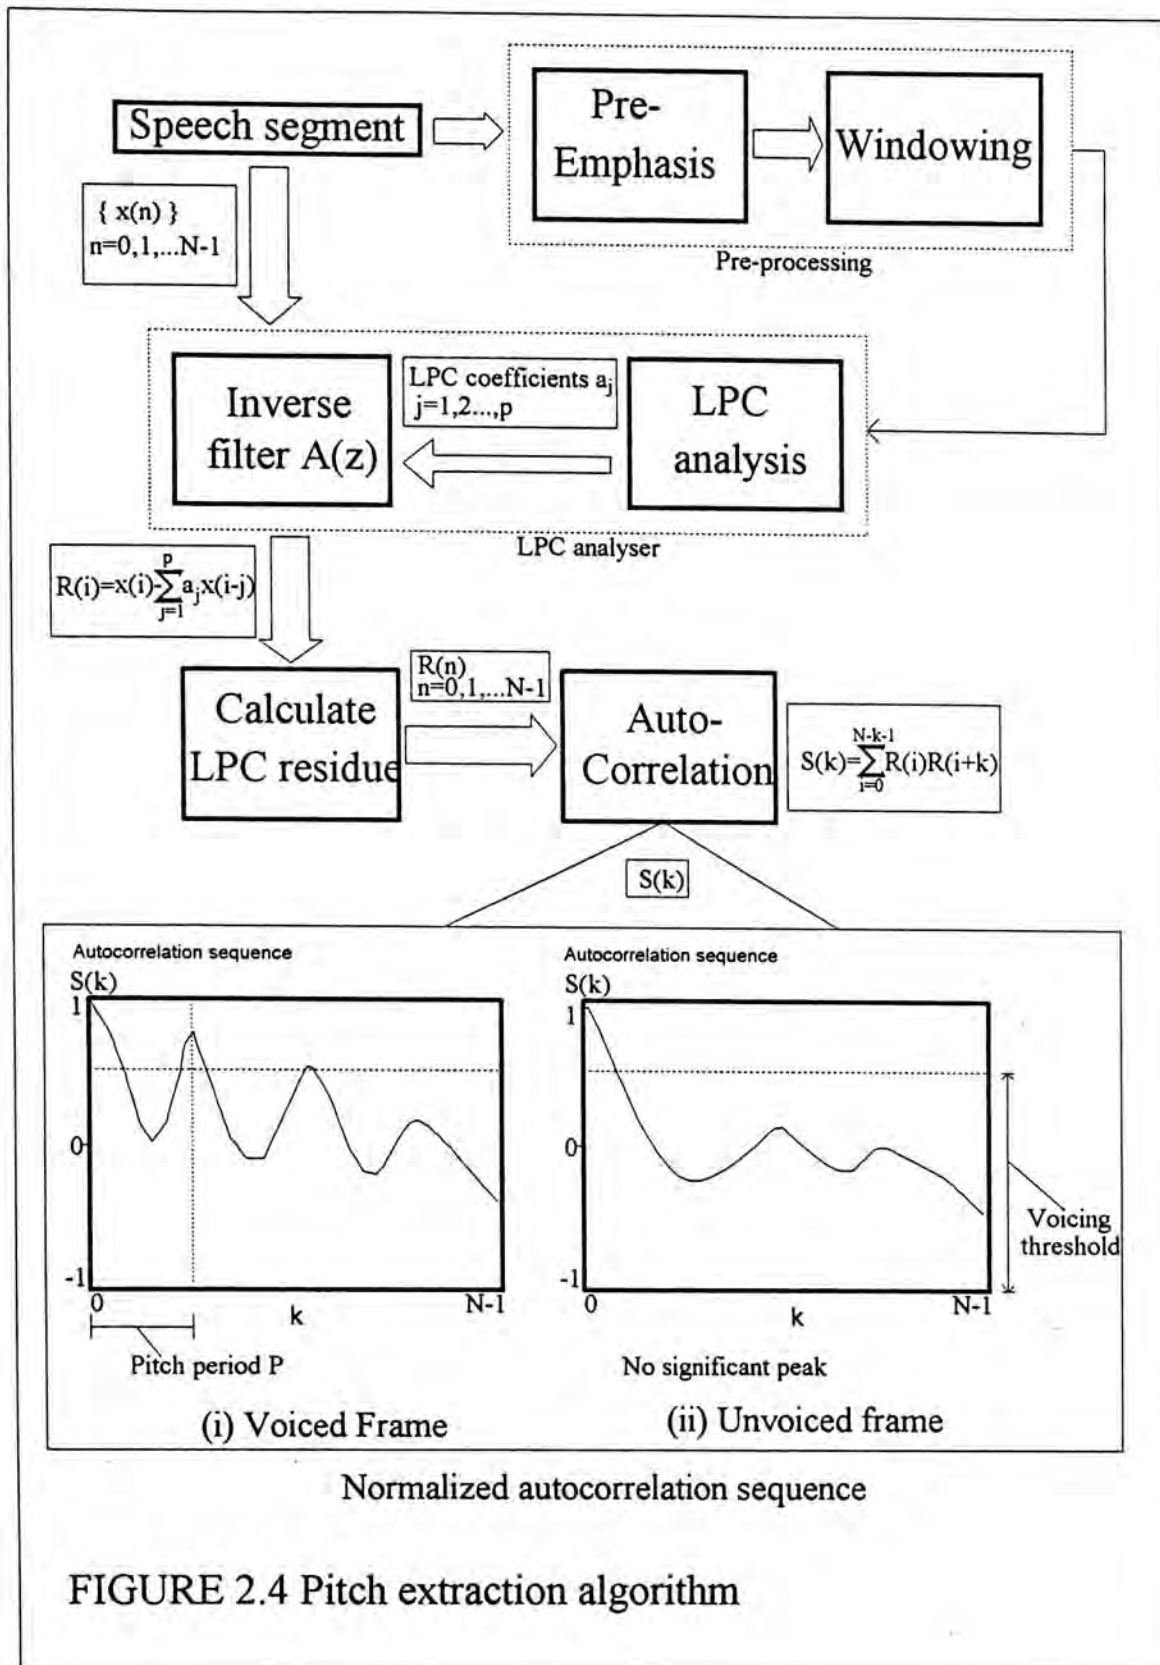 Speech segment
Pre-
Emphasis
Windowing
Pre-processing
{ x(n) }
n=0,1,...N-1
Inverse
filter A(z)
LPC coefficients aj
j=1,2...,p
LPC
analysis
LPC analyser
R(i)=x(i)-∑ajx(i-j)
p
j=1
Calculate
LPC residue
R(n)
n=0,1,...N-1
Auto-
Correlation
N-k-1
S(k)=∑R(i)R(i+k)
i=0
S(k)
Autocorrelation sequence
S(k)
1
0
-1
0
k
N-1
Pitch period P
(i) Voiced Frame
Autocorrelation sequence
S(k)
1
0
-1
0
k
N-1
Voicing
threshold
No significant peak
(ii) Unvoiced frame
Normalized autocorrelation sequence
FIGURE 2.4 Pitch extraction algorithm